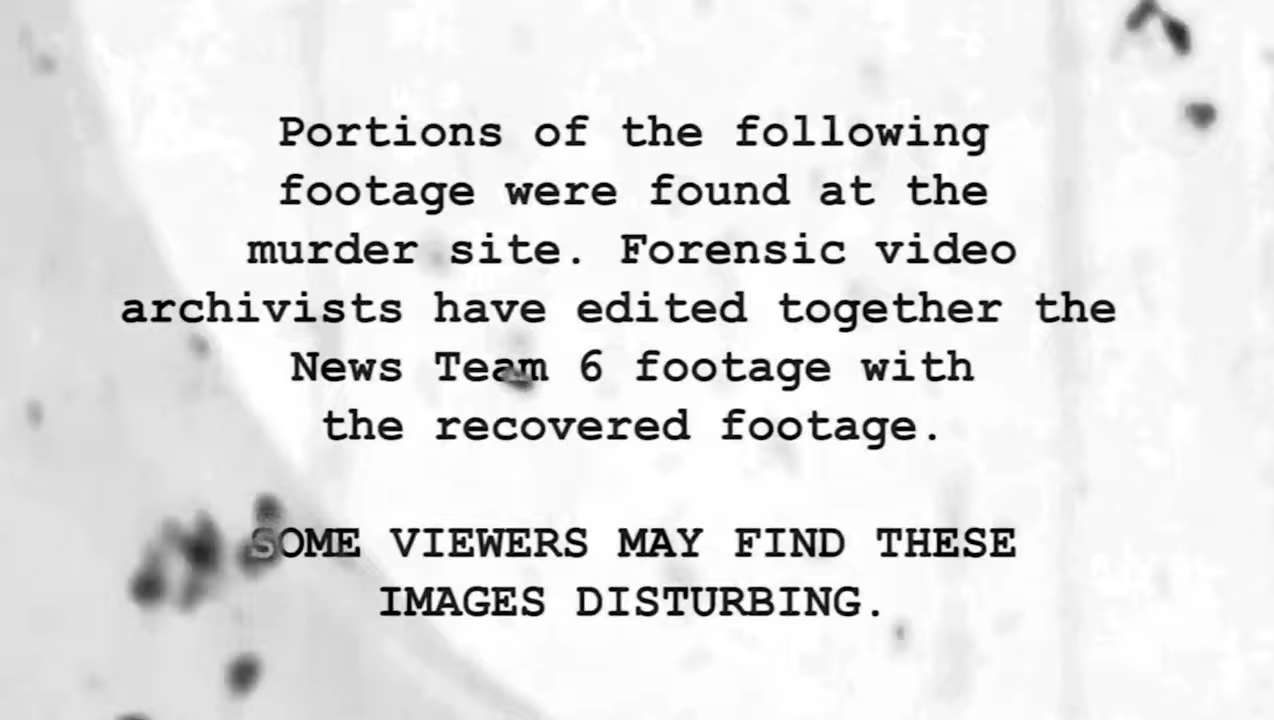 Portions of the following
footage were found at the
murder site. Forensic video
archivists have edited together the
News Team 6 footage with
the recovered footage.
SOME VIEWERS MAY FIND THESE
IMAGES DISTURBING.